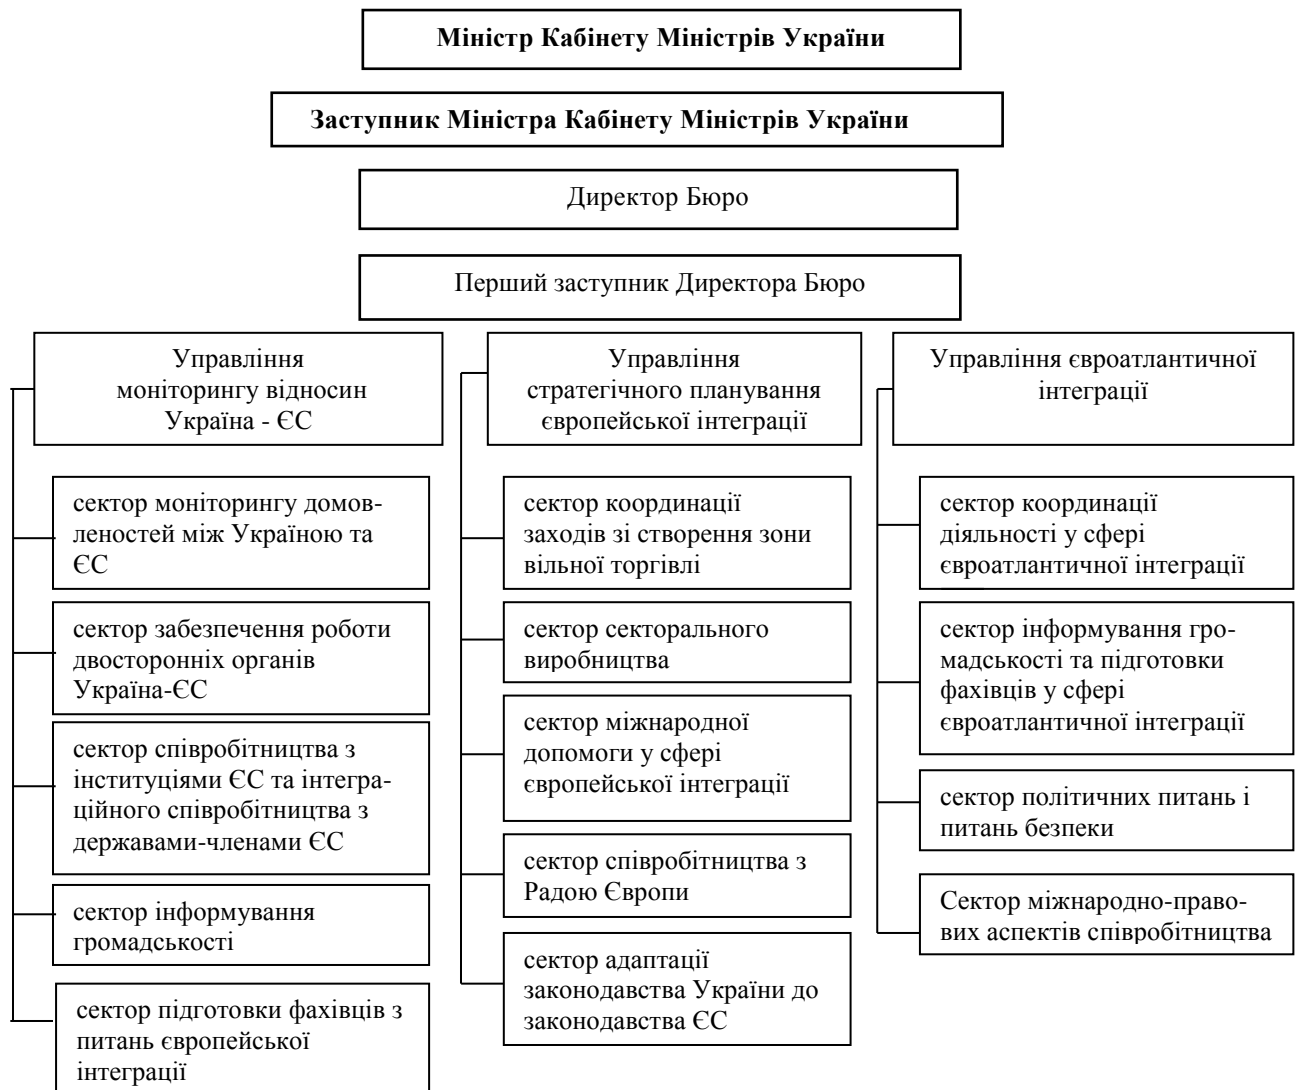 Міністр Кабінету Міністрів України
Заступник Міністра Кабінету Міністрів України
Директор Бюро
Перший заступник Директора Бюро
Управління
моніторингу відносин
Україна - ЄС
сектор моніторингу домов-
леностей між Україною та
ЄС
сектор забезпечення роботи
двосторонніх органів
Україна-ЄС
сектор співробітництва з
інституціями ЄС та інтегра-
ційного співробітництва з
державами-членами ЄС
сектор інформування
громадськості
сектор підготовки фахівців з
питань європейської
інтеграції
Управління
стратегічного планування
європейської інтеграції
сектор координації
заходів зі створення зони
вільної торгівлі
сектор секторального
виробництва
сектор міжнародної
допомоги у сфері
європейської інтеграції
сектор співробітництва з
Радою Європи
сектор адаптації
законодавства України до
законодавства ЄС
Управління євроатлантичної
інтеграції
сектор координації
діяльності у сфері
євроатлантичної інтеграції
сектор інформування гро-
мадськості та підготовки
фахівців у сфері
євроатлантичної інтеграції
сектор політичних питань і
питань безпеки
Сектор міжнародно-право-
вих аспектів співробітництва